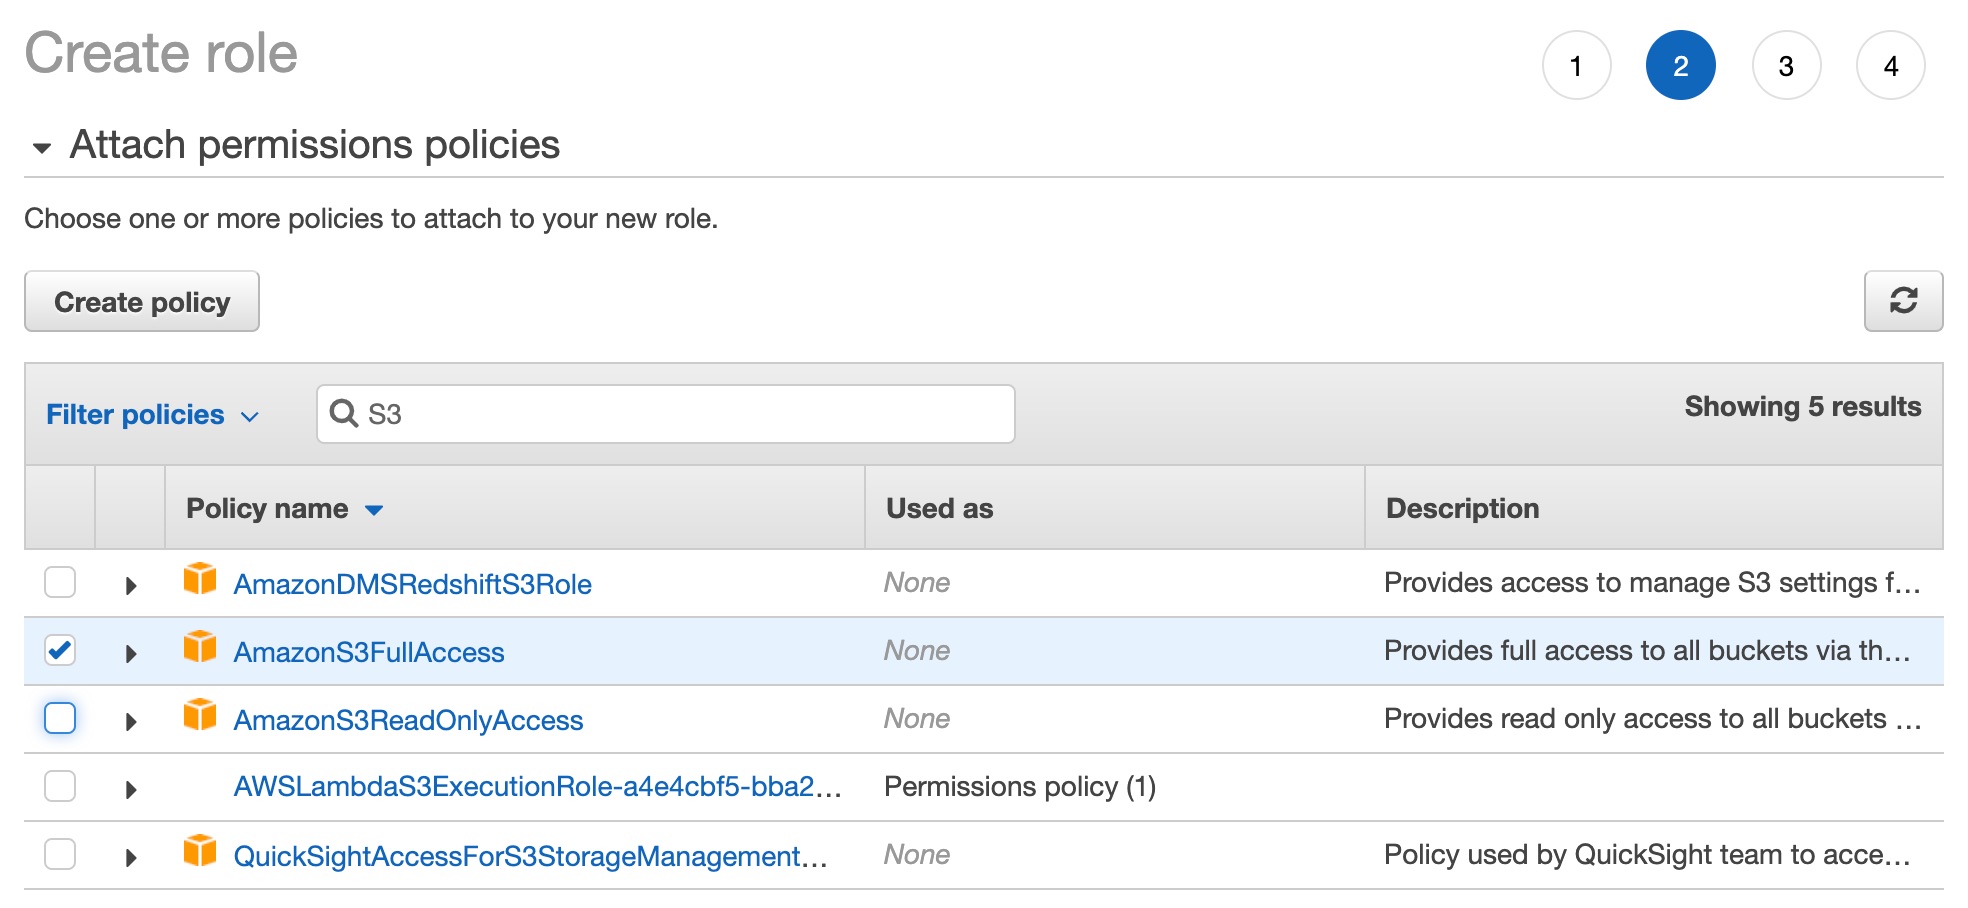 Create role
1 2 3 4
Attach permissions policies
Choose one or more policies to attach to your new role.
Create policy
Filter policies S3 Showing 5 results
Policy name Used as Description
AmazonDMSRedshiftS3Role None Provides access to manage S3 settings f...
AmazonS3FullAccess None Provides full access to all buckets via th...
AmazonS3ReadOnlyAccess None Provides read only access to all buckets ...
AWSLambdaS3ExecutionRole-a4e4cbf5-bba2... Permissions policy (1)
QuickSightAccessForS3StorageManagement... None Policy used by QuickSight team to acce...